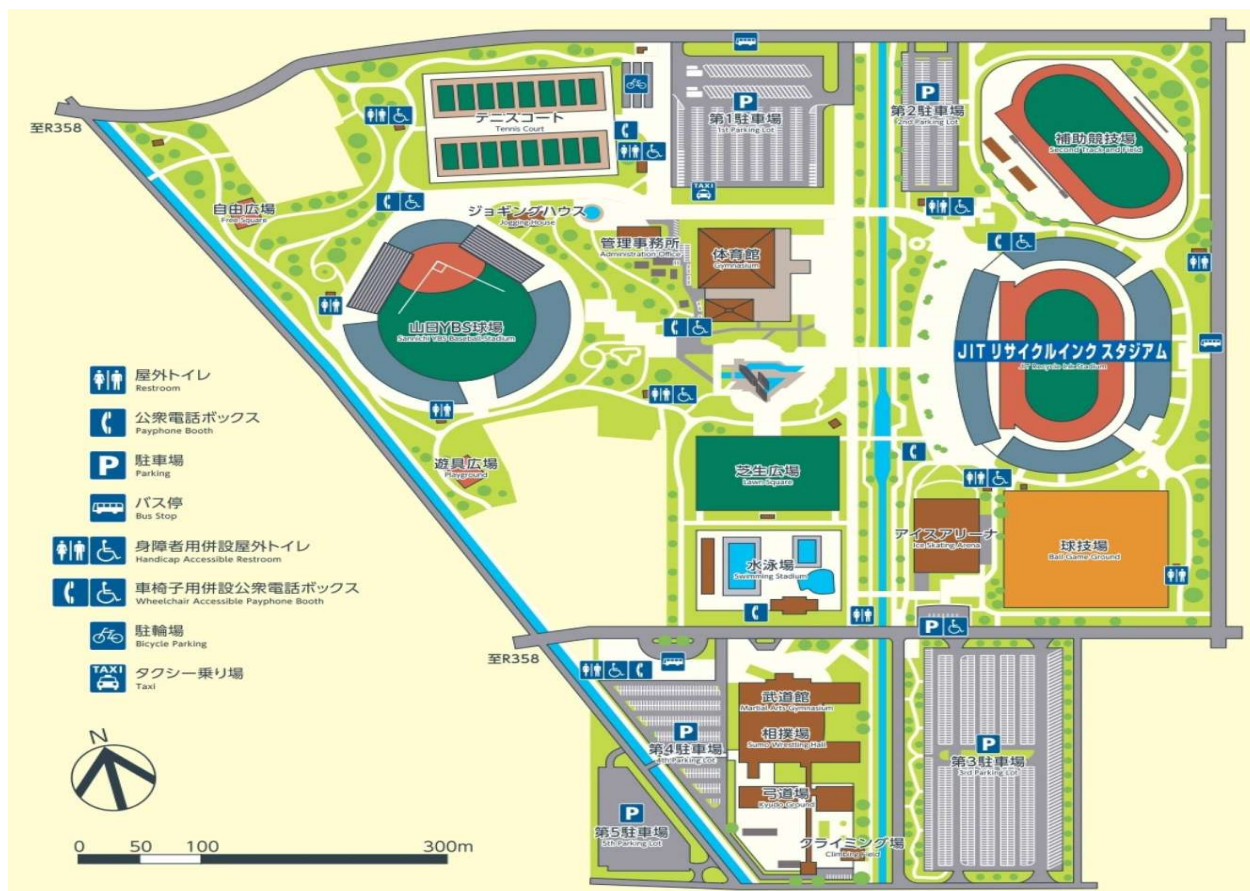 至R358
テニスコート
Tennis Court
P
第1駐車場
1st Parking Lot
P
第2駐車場
2nd Parking Lot
補助競技場
Second Track and Field
TAXI
自由広場
Free Square
ジョギングハウス
Jogging House
管理事務所
Administration Office
体育館
Gymnasium
山日YBS球場
Sannichi YBS Baseball Stadium
JIT リサイクルインク スタジアム
JIT Recycle Ink Stadium
遊具広場
Playground
芝生広場
Lawn Square
アイスアリーナ
Ice Skating Arena
球技場
Ball Game Ground
水泳場
Swimming Stadium
P
至R358
武道館
Martial Arts Gymnasium
相撲場
Sumo Wrestling Hall
P
第4駐車場
4th Parking Lot
P
第3駐車場
3rd Parking Lot
弓道場
Kyudo Ground
P
第5駐車場
5th Parking Lot
クライミング場
Climbing Field
屋外トイレ
Restroom
公衆電話ボックス
Payphone Booth
P
駐車場
Parking
バス停
Bus Stop
身障者用併設屋外トイレ
Handicap Accessible Restroom
車椅子用併設公衆電話ボックス
Wheelchair Accessible Payphone Booth
駐輪場
Bicycle Parking
TAXI
タクシー乗り場
Taxi
N
0 50 100 300m